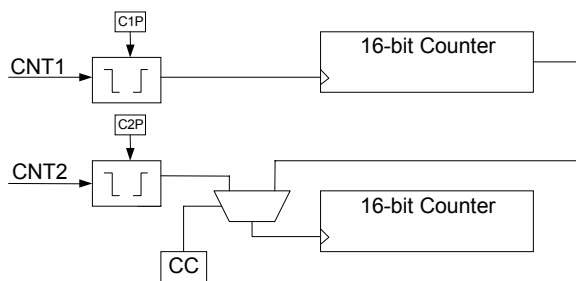 C1P
16-bit Counter
CNT1
C2P
CNT2
16-bit Counter
CC